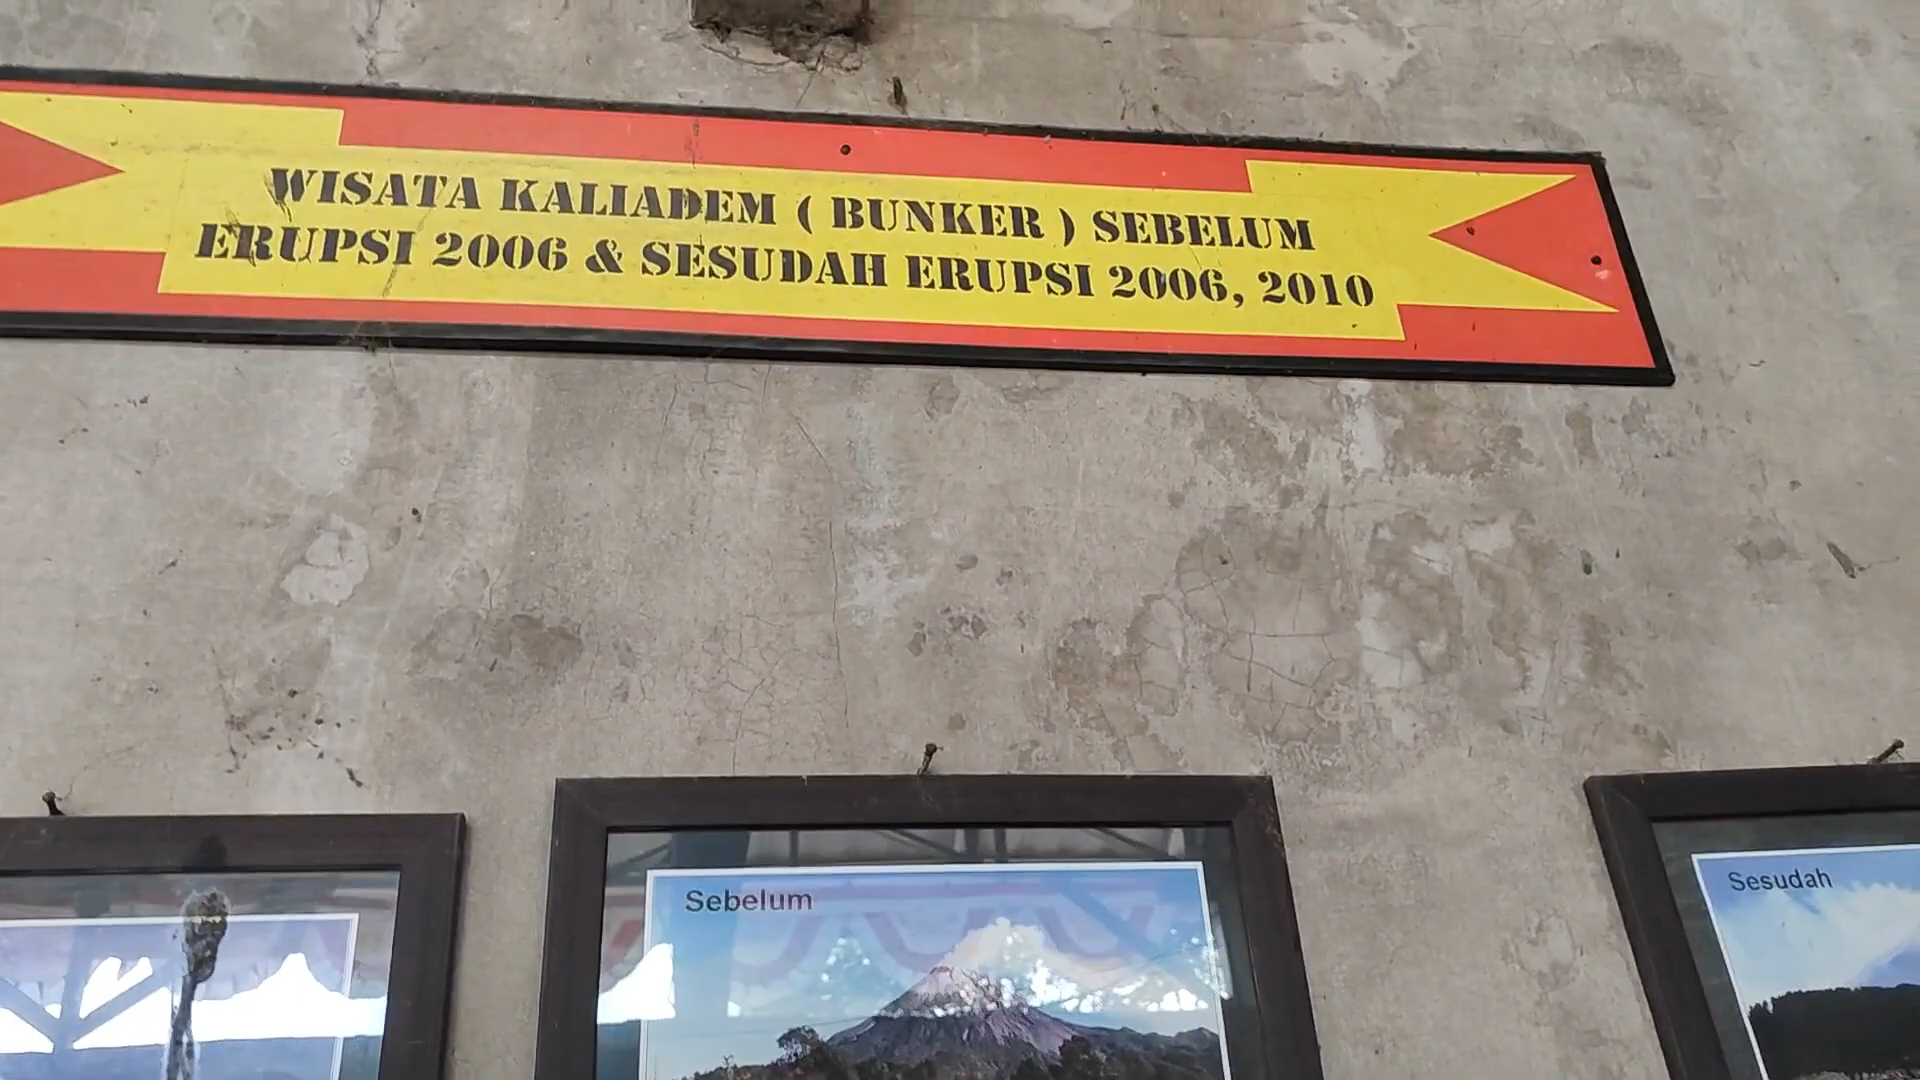 WISATA KALIADEM ( BUNKER ) SEBELUM
ERUPSI 2006 & SESUDAH ERUPSI 2006, 2010
Sebelum
Sesudah